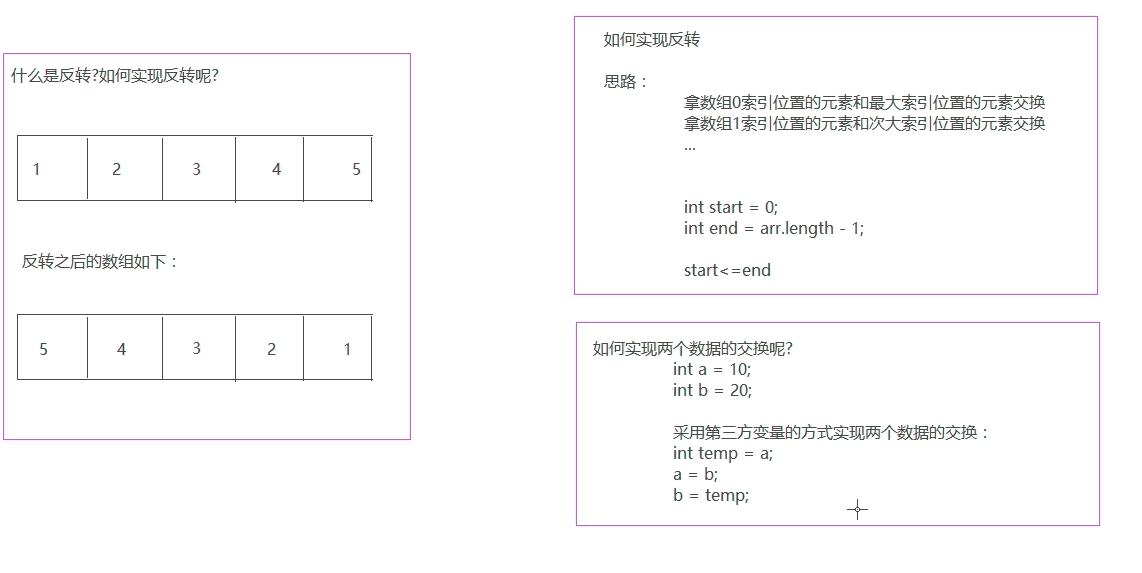 什么是反转?如何实现反转呢?
1 2 3 4 5
反转之后的数组如下：
5 4 3 2 1
如何实现反转
思路：
拿数组0索引位置的元素和最大索引位置的元素交换
拿数组1索引位置的元素和次大索引位置的元素交换
...
int start = 0;
int end = arr.length - 1;
start<=end
如何实现两个数据的交换呢?
int a = 10;
int b = 20;
采用第三方变量的方式实现两个数据的交换：
int temp = a;
a = b;
b = temp;